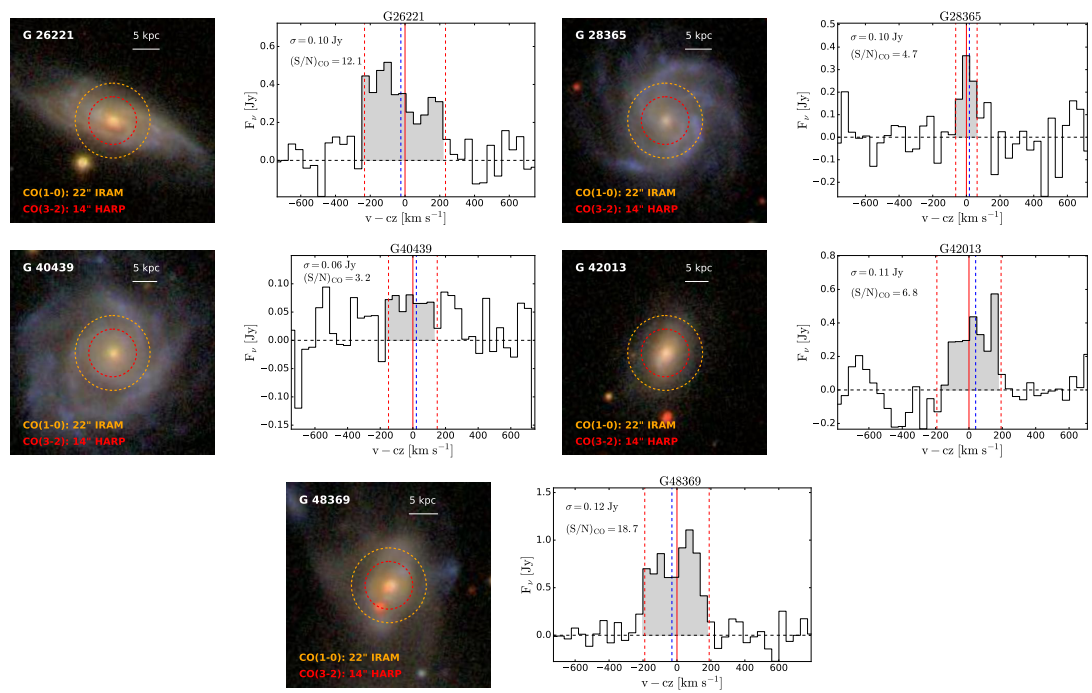 G 26221
5 kpc
CO(1-0): 22" IRAM
CO(3-2): 14" HARP
G26221
σ = 0.10 Jy
(S/N)CO = 12.1
Fν [Jy]
0.6
0.4
0.2
0.0
−600 −400 −200 0 200 400 600
v − cz [km s−1]
G 28365
5 kpc
CO(1-0): 22" IRAM
CO(3-2): 14" HARP
G28365
σ = 0.10 Jy
(S/N)CO = 4.7
Fν [Jy]
0.5
0.4
0.3
0.2
0.1
0.0
−0.1
−0.2
−600 −400 −200 0 200 400 600
v − cz [km s−1]
G 40439
5 kpc
CO(1-0): 22" IRAM
CO(3-2): 14" HARP
G40439
σ = 0.06 Jy
(S/N)CO = 3.2
Fν [Jy]
0.10
0.05
0.00
−0.05
−0.10
−0.15
−600 −400 −200 0 200 400 600
v − cz [km s−1]
G 42013
5 kpc
CO(1-0): 22" IRAM
CO(3-2): 14" HARP
G42013
σ = 0.11 Jy
(S/N)CO = 6.8
Fν [Jy]
0.8
0.6
0.4
0.2
0.0
−0.2
−600 −400 −200 0 200 400 600
v − cz [km s−1]
G 48369
5 kpc
CO(1-0): 22" IRAM
CO(3-2): 14" HARP
G48369
σ = 0.12 Jy
(S/N)CO = 18.7
Fν [Jy]
1.5
1.0
0.5
0.0
−600 −400 −200 0 200 400 600
v − cz [km s−1]